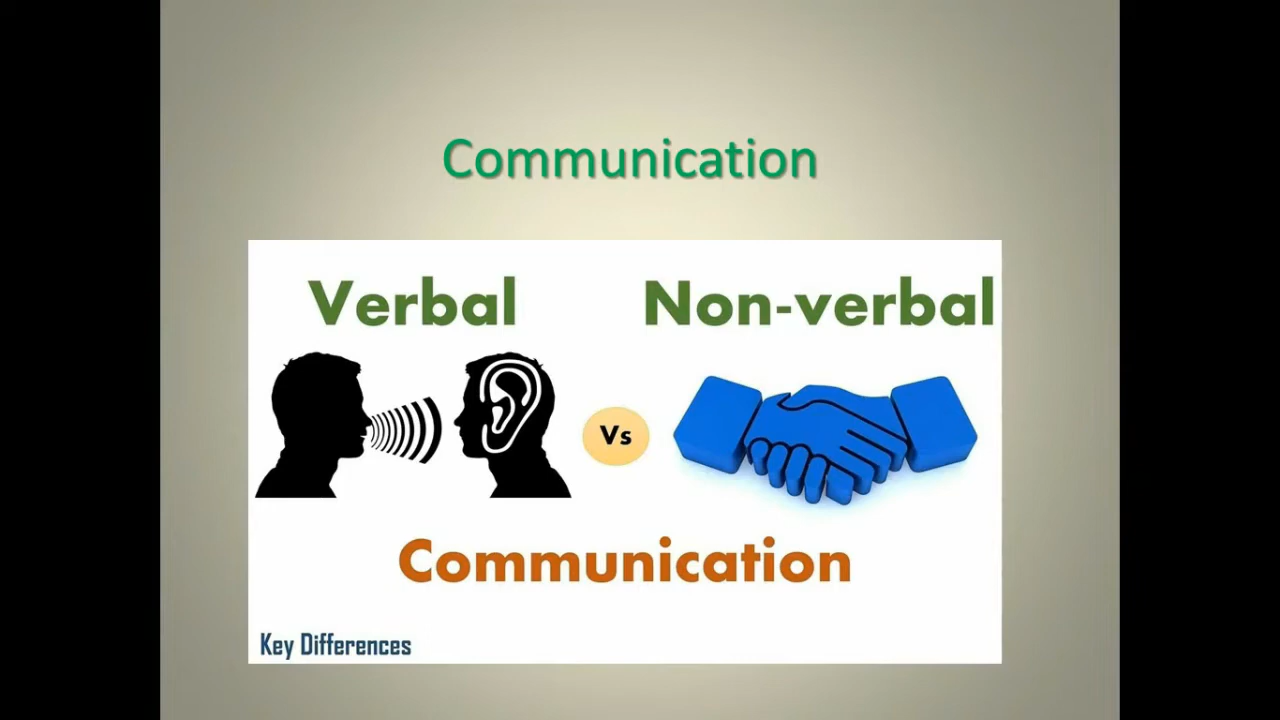 Communication
Verbal
Non-verbal
Vs
Communication
Key Differences